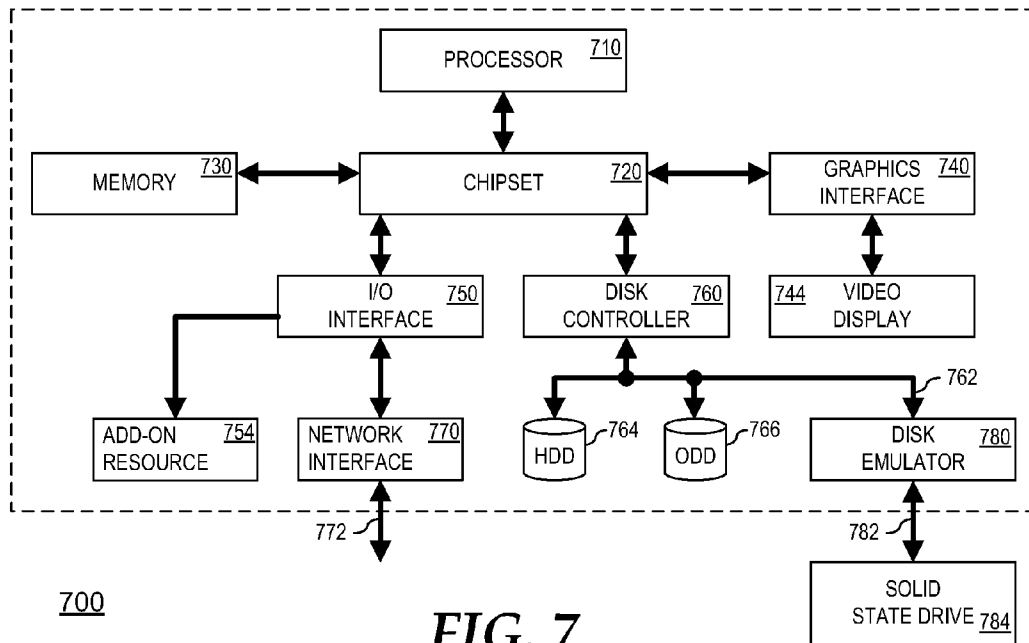 PROCESSOR 710
MEMORY 730
CHIPSET 720
GRAPHICS INTERFACE 740
I/O INTERFACE 750
DISK CONTROLLER 760
744 VIDEO DISPLAY
762
ADD-ON RESOURCE 754
NETWORK INTERFACE 770
HDD
764
ODD
766
DISK EMULATOR 780
772
782
SOLID STATE DRIVE 784
700
FIG. 7